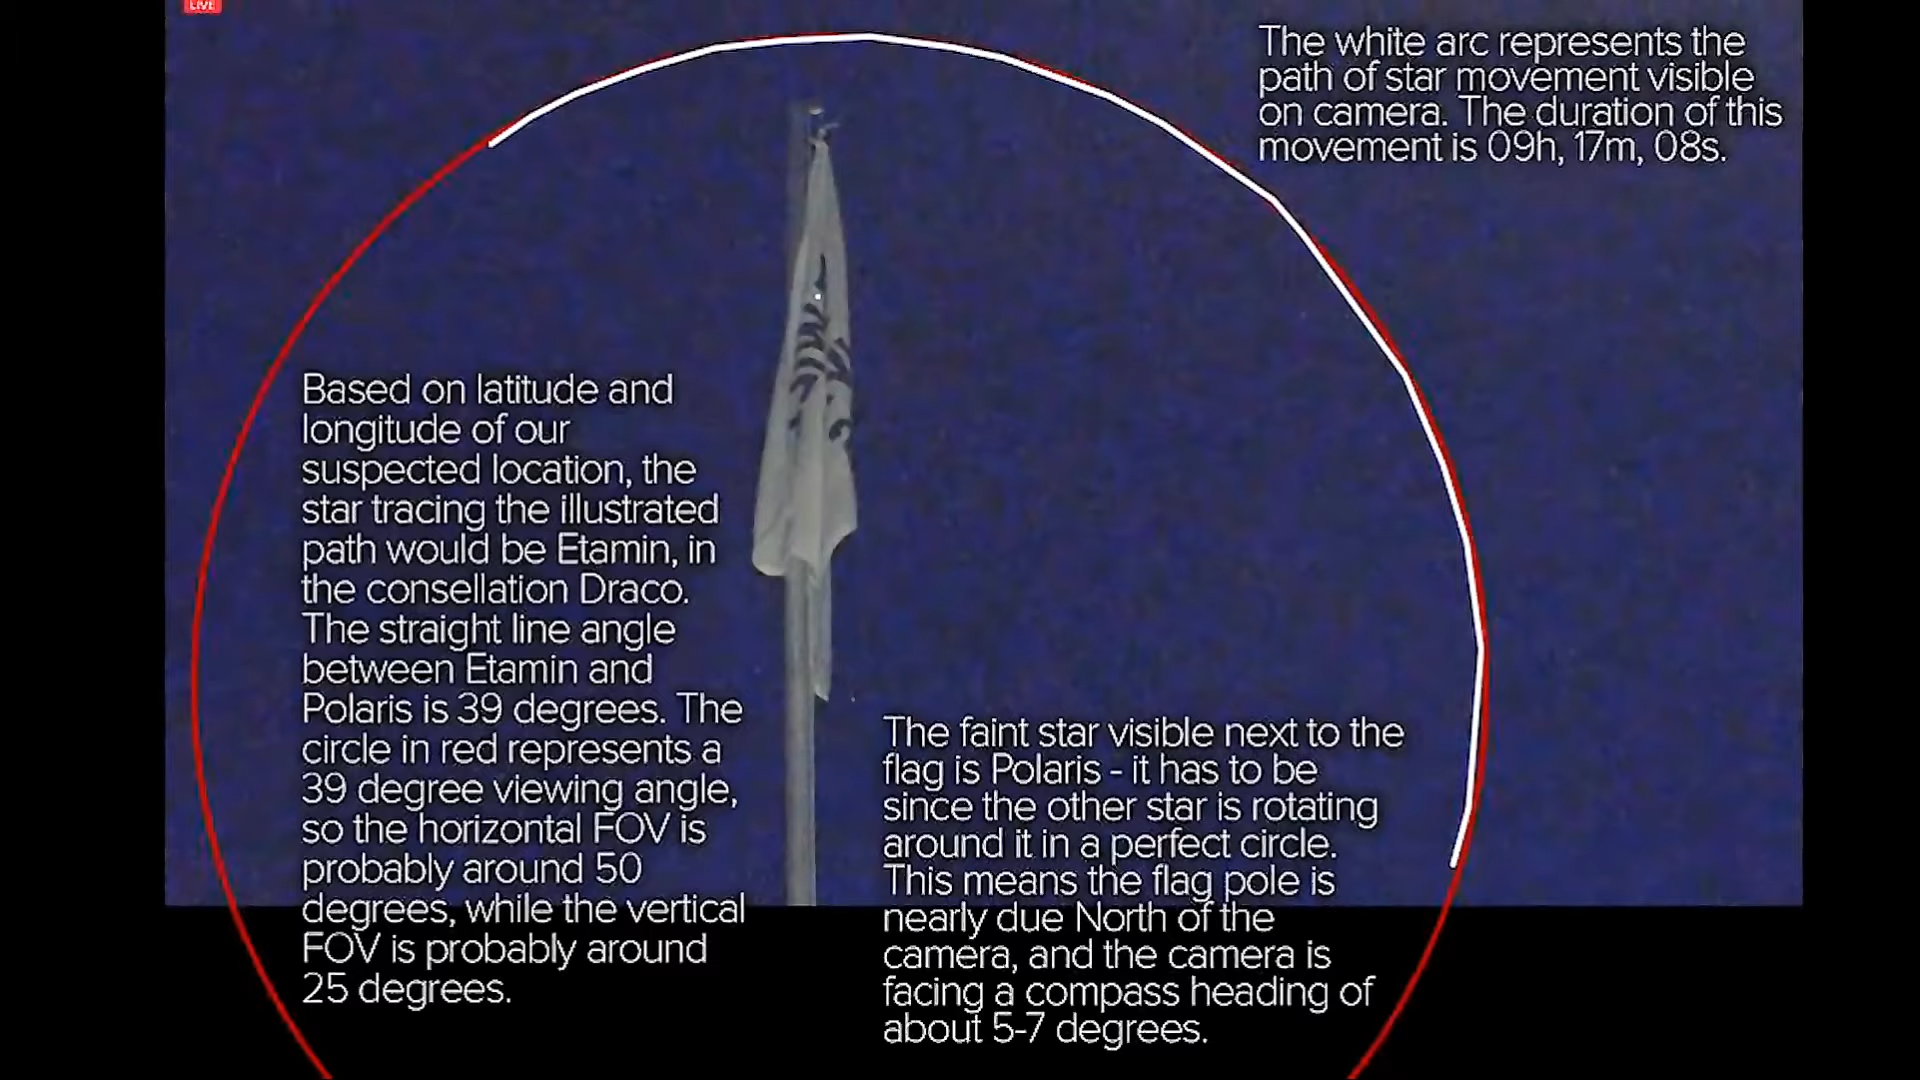 LIVE
The white arc represents the
path of star movement visible
on camera. The duration of this
movement is 09h, 17m, 08s.
Based on latitude and
longitude of our
suspected location, the
star tracing the illustrated
path would be Etamin, in
the consellation Draco.
The straight line angle
between Etamin and
Polaris is 39 degrees. The
circle in red represents a
39 degree viewing angle,
so the horizontal FOV is
probably around 50
degrees, while the vertical
FOV is probably around
25 degrees.
The faint star visible next to the
flag is Polaris - it has to be
since the other star is rotating
around it in a perfect circle.
This means the flag pole is
nearly due North of the
camera, and the camera is
facing a compass heading of
about 5-7 degrees.